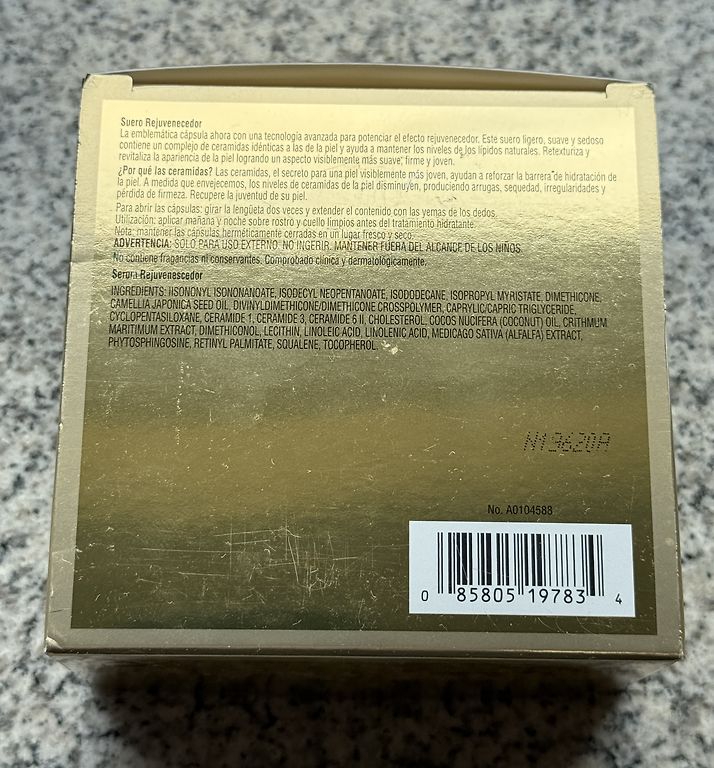 Suero Rejuvenecedor
La emblemática cápsula ahora con una tecnología avanzada para potenciar el efecto rejuvenecedor. Este suero ligero, suave y sedoso
contiene un complejo de ceramidas idénticas a las de la piel y ayuda a mantener los niveles de los lípidos naturales. Retexturiza y
revitaliza la apariencia de la piel logrando un aspecto visiblemente más suave, firme y joven.
¿Por qué las ceramidas? Las ceramidas, el secreto para una piel visiblemente más joven, ayudan a reforzar la barrera de hidratación de
la piel. A medida que envejecemos, los niveles de ceramidas de la piel disminuyen, produciendo arrugas, sequedad, irregularidades y
pérdida de firmeza. Recupere la juventud de su piel.
Para abrir las cápsulas: girar la lengüeta dos veces y extender el contenido con las yemas de los dedos.
Utilización: aplicar mañana y noche sobre rostro y cuello limpios antes del tratamiento hidratante.
Nota: mantener las cápsulas herméticamente cerradas en un lugar fresco y seco.
ADVERTENCIA: SOLO PARA USO EXTERNO. NO INGERIR. MANTENER FUERA DEL ALCANCE DE LOS NIÑOS.
No contiene fragancias ni conservantes. Comprobado clínica y dermatológicamente.
Serum Rejuvenescedor
INGREDIENTS: IISONONYL ISONONANOATE, ISODECYL NEOPENTANOATE, ISODODECANE, ISOPROPYL MYRISTATE, DIMETHICONE,
CAMELLIA JAPONICA SEED OIL, DIVINYLDIMETHICONE/DIMETHICONE CROSSPOLYMER, CAPRYLIC/CAPRIC TRIGLYCERIDE,
CYCLOPENTASILOXANE, CERAMIDE 1, CERAMIDE 3, CERAMIDE 6 II, CHOLESTEROL, COCOS NUCIFERA (COCONUT) OIL, CRITHMUM
MARITIMUM EXTRACT, DIMETHICONOL, LECITHIN, LINOLEIC ACID, LINOLENIC ACID, MEDICAGO SATIVA (ALFALFA) EXTRACT,
PHYTOSPHINGOSINE, RETINYL PALMITATE, SQUALENE, TOCOPHEROL.
N19620A
No. A0104588
0 85805 19783 4